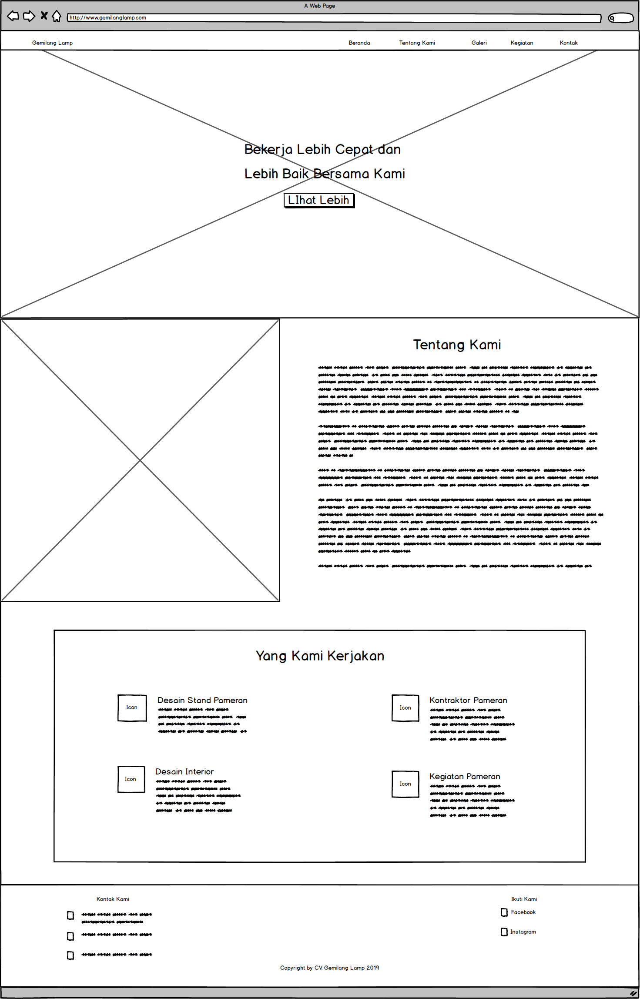 A Web Page
http://www.gemilanglamp.com
Gemilang Lamp
Beranda
Tentang Kami
Galeri
Kegiatan
Kontak
Bekerja Lebih Cepat dan
Lebih Baik Bersama Kami
LIhat Lebih
Tentang Kami
Yang Kami Kerjakan
Icon
Desain Stand Pameran
Icon
Kontraktor Pameran
Icon
Desain Interior
Icon
Kegiatan Pameran
Kontak Kami
Ikuti Kami
Facebook
Instagram
Copyright by CV. Gemilang Lamp 2019